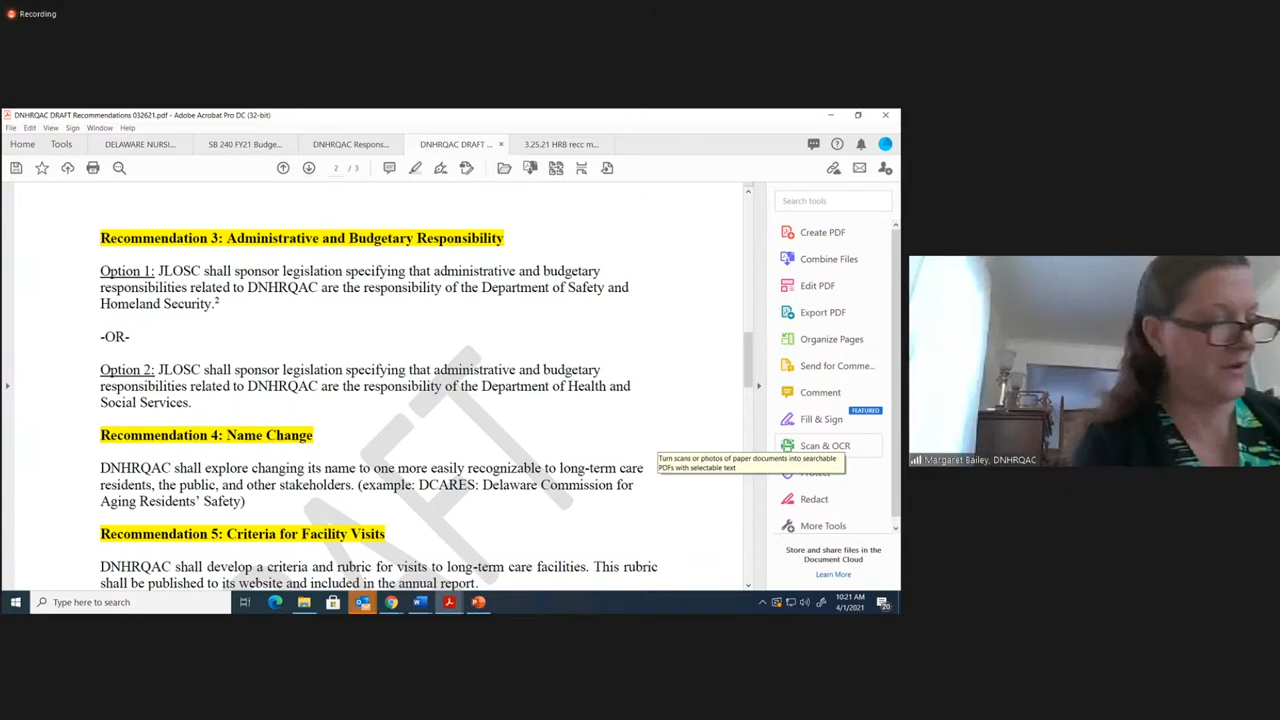 Recording
DNHRQAC DRAFT Recommendations 032621.pdf - Adobe Acrobat Pro DC (32-bit)
File Edit View Sign Window Help
Home Tools DELAWARE NURSI... SB 240 FY21 Budge... DNHRQAC Respons... DNHRQAC DRAFT ... × 3.25.21 HRB recc m...
2 / 3
Search tools
Recommendation 3: Administrative and Budgetary Responsibility
Option 1: JLOSC shall sponsor legislation specifying that administrative and budgetary
responsibilities related to DNHRQAC are the responsibility of the Department of Safety and
Homeland Security.2
-OR-
Option 2: JLOSC shall sponsor legislation specifying that administrative and budgetary
responsibilities related to DNHRQAC are the responsibility of the Department of Health and
Social Services.
Recommendation 4: Name Change
DNHRQAC shall explore changing its name to one more easily recognizable to long-term care
residents, the public, and other stakeholders. (example: DCARES: Delaware Commission for
Aging Residents' Safety)
Recommendation 5: Criteria for Facility Visits
DNHRQAC shall develop a criteria and rubric for visits to long-term care facilities. This rubric
shall be published to its website and included in the annual report.
DRAFT
Create PDF
Combine Files
Edit PDF
Export PDF
Organize Pages
Send for Comme...
Comment
FEATURED
Fill & Sign
Scan & OCR
Turn scans or photos of paper documents into searchable
PDFs with selectable text
Protect
Redact
More Tools
Store and share files in the
Document Cloud
Learn More
Margaret Bailey, DNHRQAC
Type here to search
10:21 AM
4/1/2021
20